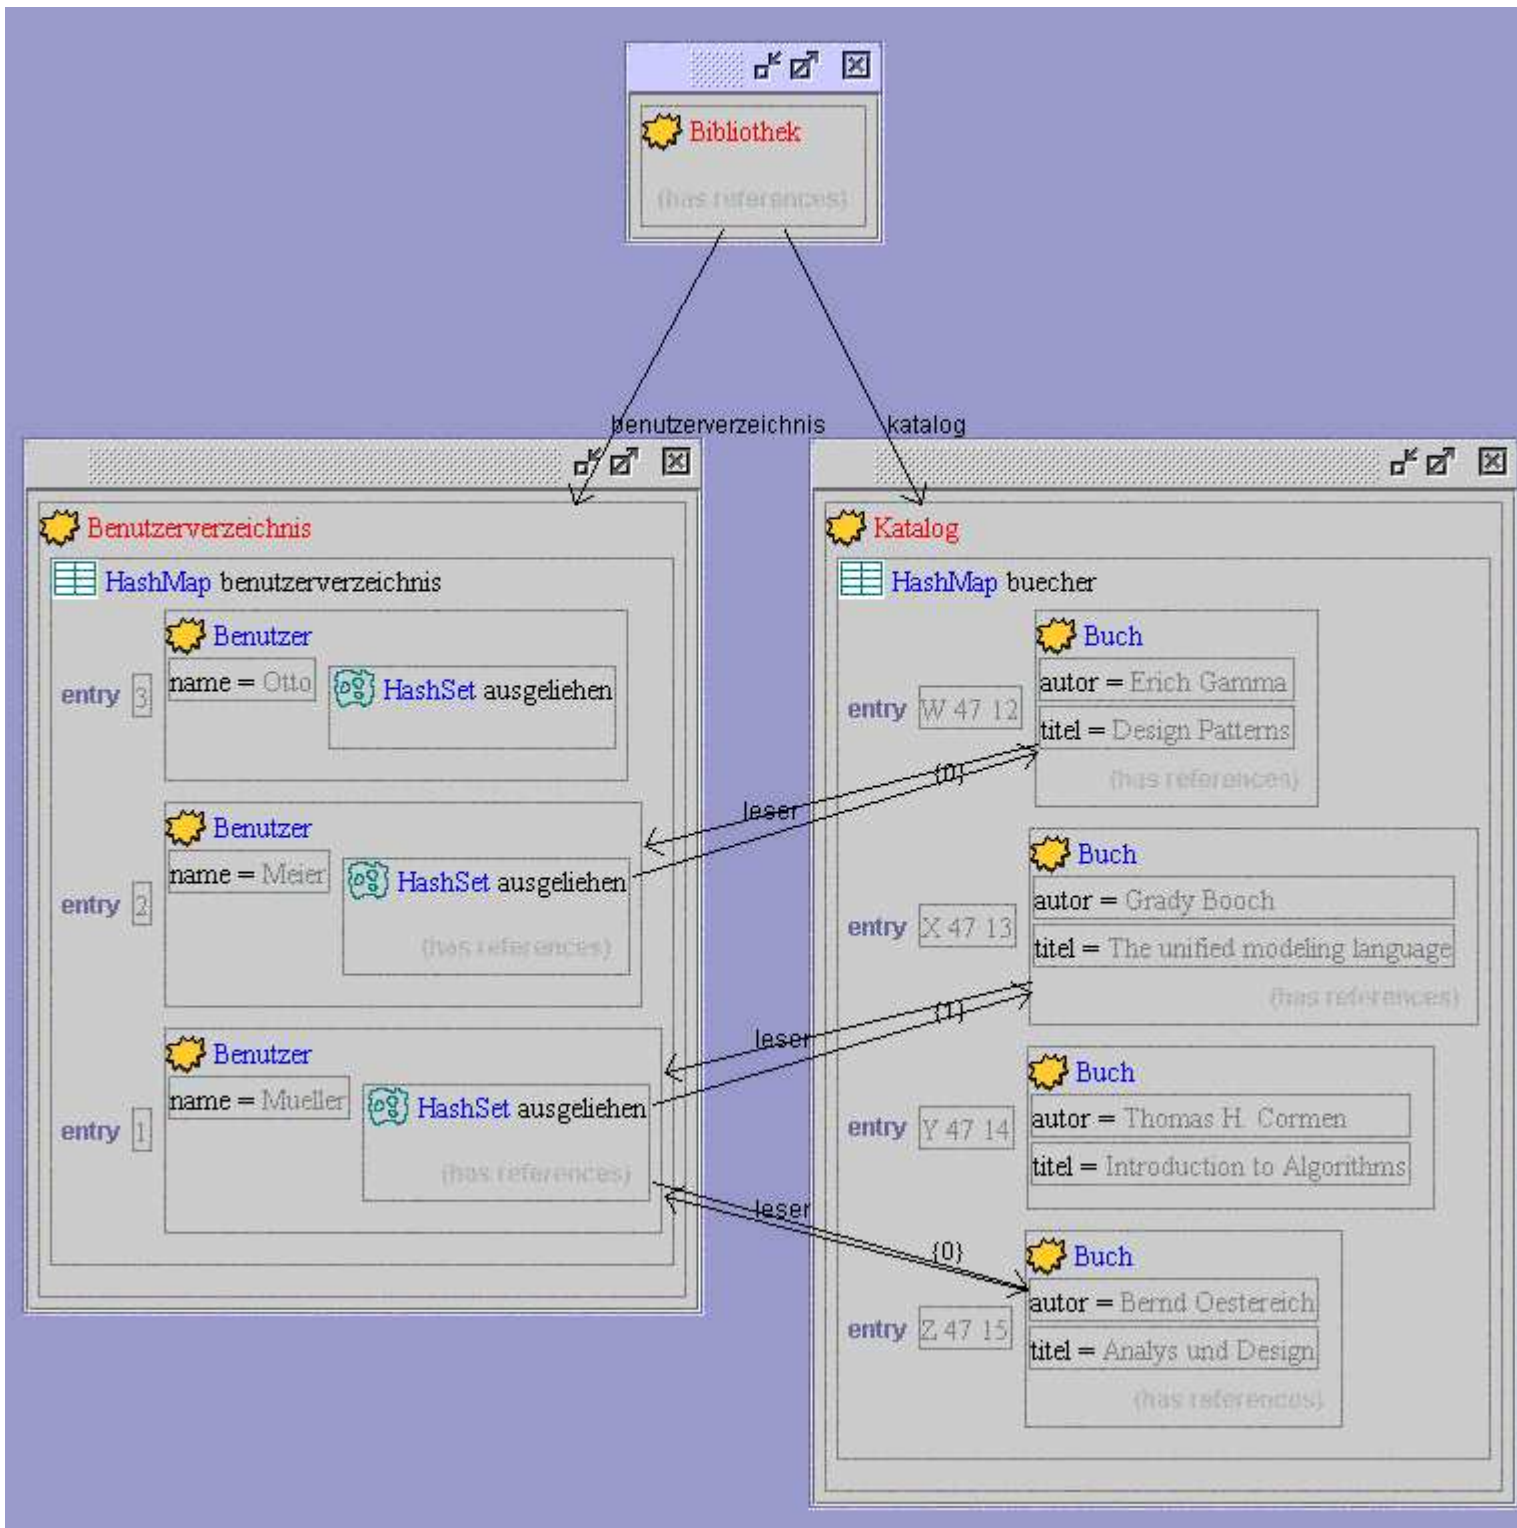 Bibliothek
(has references)
benutzerverzeichnis
katalog
Benutzerverzeichnis
HashMap benutzerverzeichnis
entry 3
Benutzer
name = Otto
HashSet ausgeliehen
entry 2
Benutzer
name = Meier
HashSet ausgeliehen
(has references)
entry 1
Benutzer
name = Mueller
HashSet ausgeliehen
(has references)
leser
{0}
leser
{1}
leser
{0}
Katalog
HashMap buecher
entry W 47 12
Buch
autor = Erich Gamma
titel = Design Patterns
(has references)
entry X 47 13
Buch
autor = Grady Booch
titel = The unified modeling language
(has references)
entry Y 47 14
Buch
autor = Thomas H. Cormen
titel = Introduction to Algorithms
entry Z 47 15
Buch
autor = Bernd Oestereich
titel = Analys und Design
(has references)